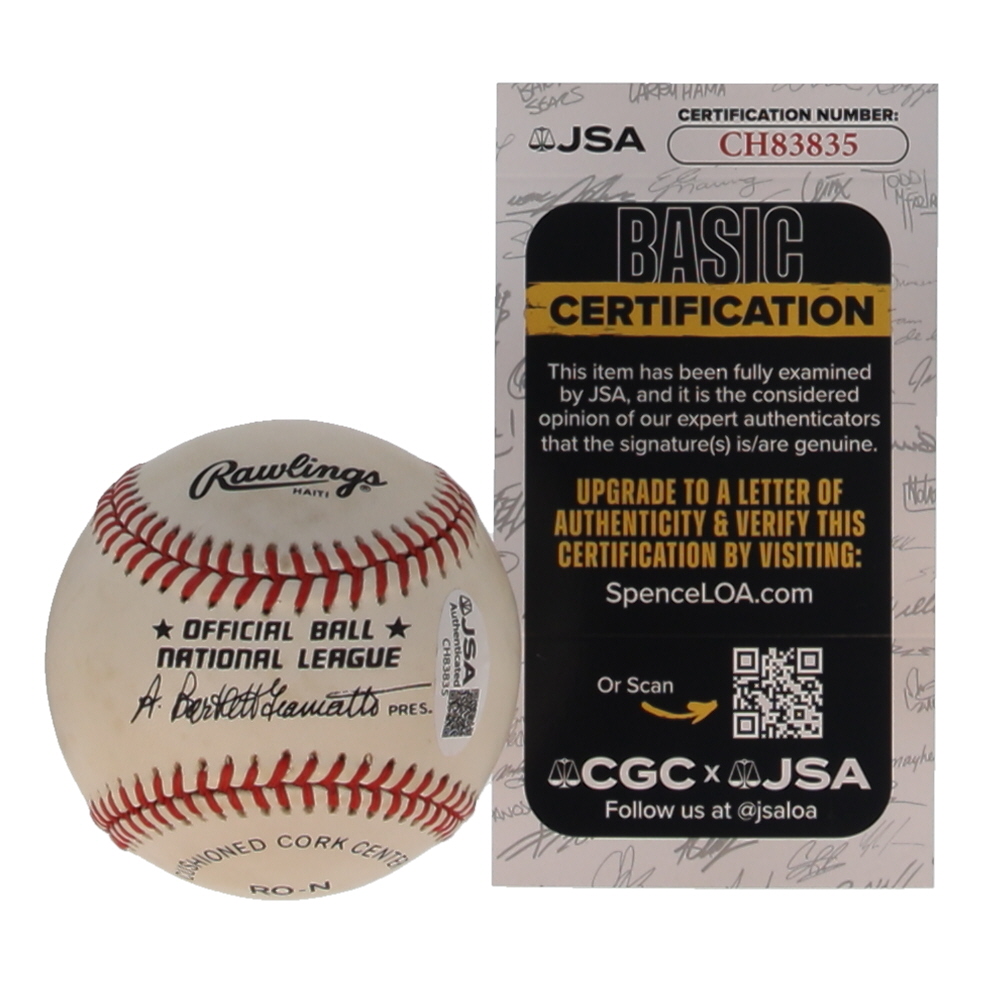 Rawlings®
HAITI
★ OFFICIAL BALL ★
NATIONAL LEAGUE
A. Bartlett Giamatti PRES.
CUSHIONED CORK CENTER
RO-N
JSA
Authenticated
CH83835
LARRY HAMA
TODD
JSA
CERTIFICATION NUMBER:
CH83835
BASIC
CERTIFICATION
This item has been fully examined
by JSA, and it is the considered
opinion of our expert authenticators
that the signature(s) is/are genuine.
UPGRADE TO A LETTER OF
AUTHENTICITY & VERIFY THIS
CERTIFICATION BY VISITING:
SpenceLOA.com
Or Scan
CGC x JSA
Follow us at @jsaloa